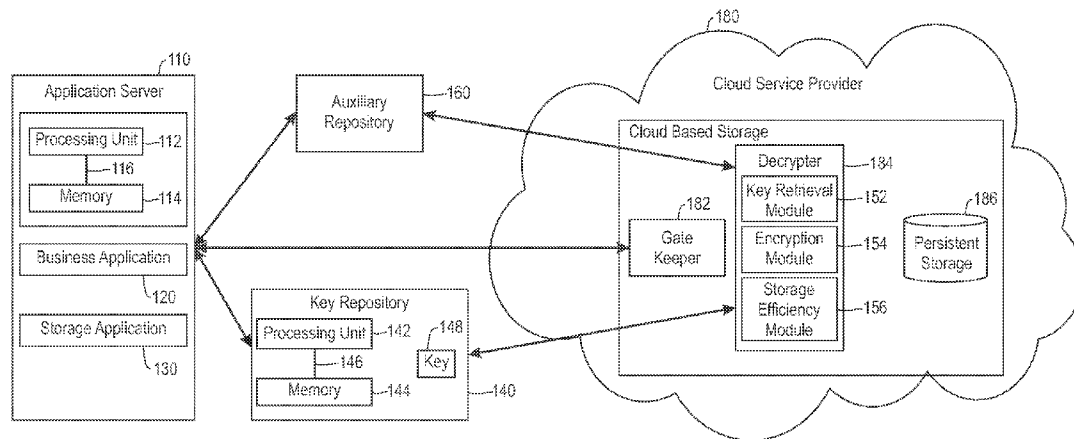 180
110
Application Server
Processing Unit
112
116
Memory
114
Business Application
120
Storage Application
130
Auxiliary
Repository
160
Key Repository
Processing Unit
142
146
Memory
144
148
Key
140
Cloud Service Provider
Cloud Based Storage
182
Gate
Keeper
Decrypter
184
Key Retrieval
Module
152
Encryption
Module
154
Storage
Efficiency
Module
156
186
Persistent
Storage